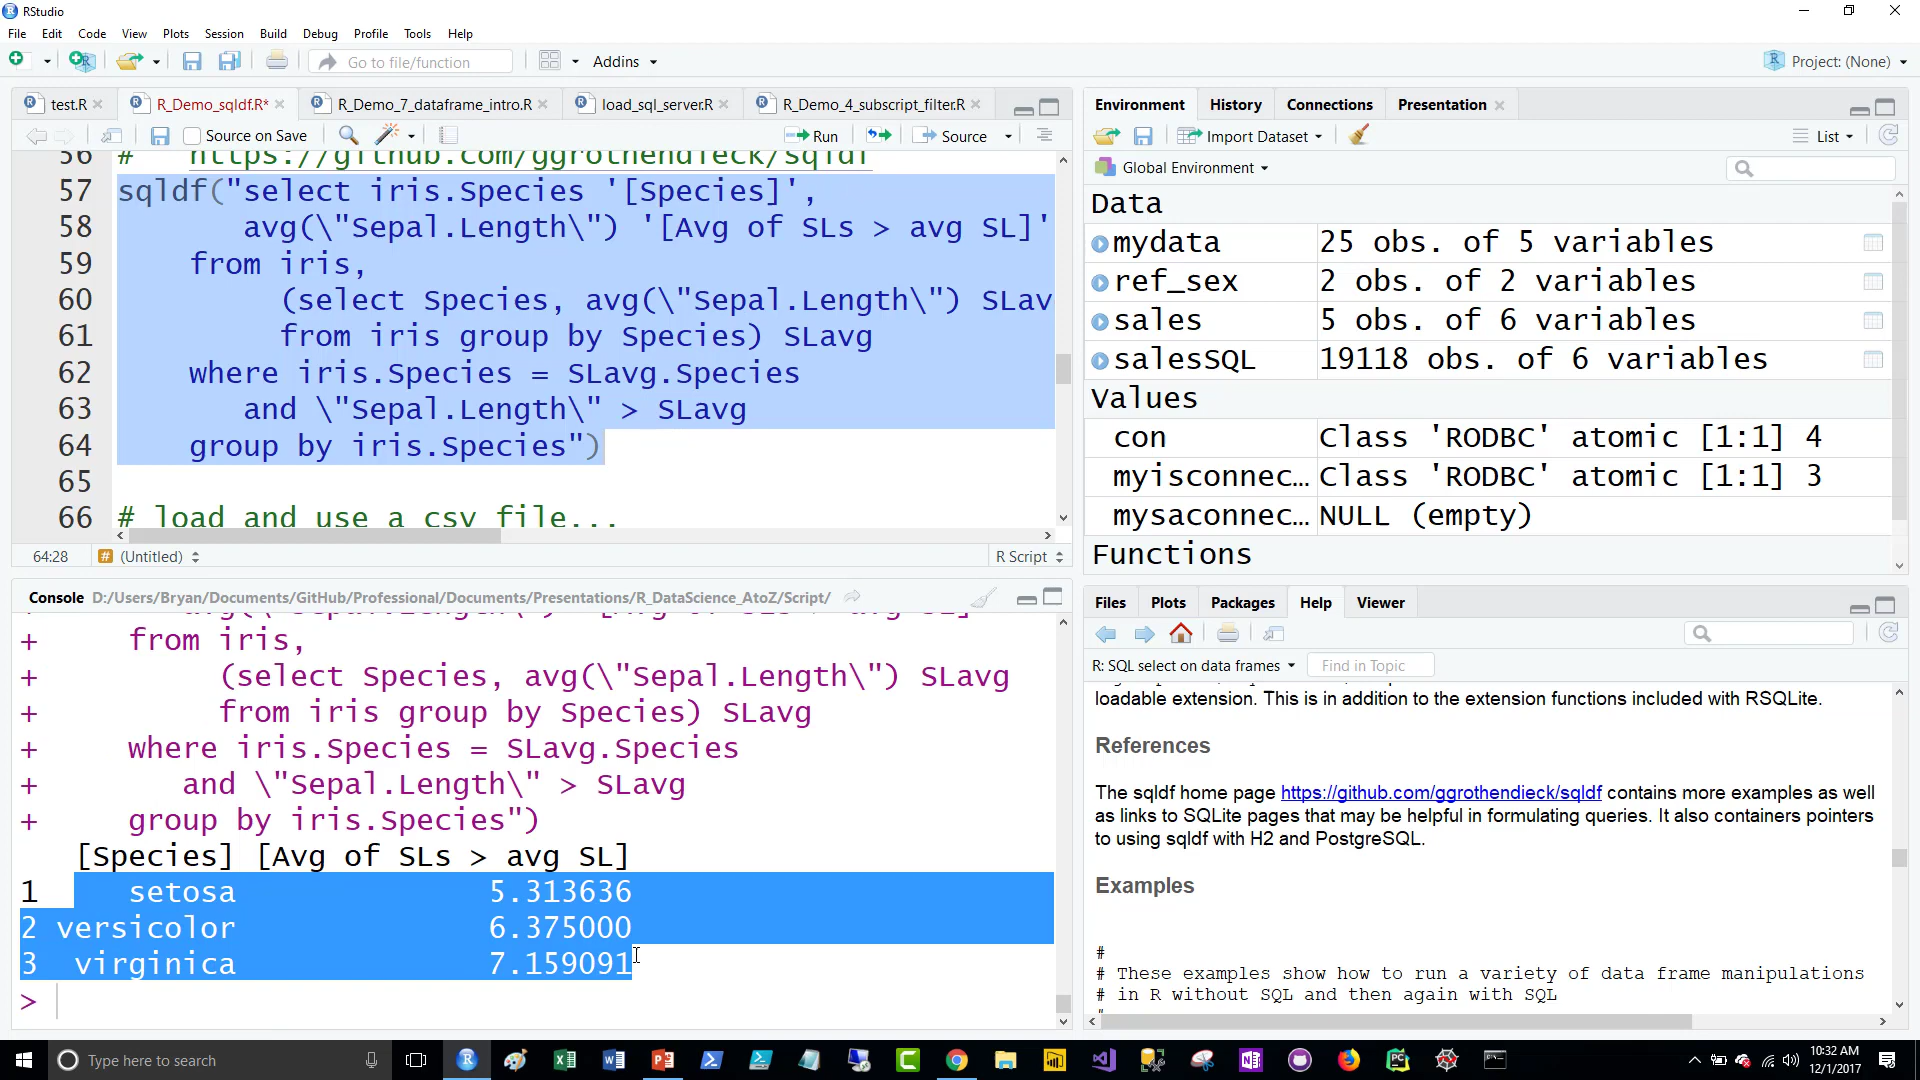 RStudio
File Edit Code View Plots Session Build Debug Profile Tools Help
Go to file/function Addins Project: (None)
test.R R_Demo_sqldf.R* R_Demo_7_dataframe_intro.R load_sql_server.R R_Demo_4_subscript_filter.R
Source on Save Run Source
56 # https://github.com/ggrothendieck/sqldf
57 sqldf("select iris.Species '[Species]',
58 avg(\"Sepal.Length\") '[Avg of SLs > avg SL]'
59 from iris,
60 (select Species, avg(\"Sepal.Length\") SLav
61 from iris group by Species) SLavg
62 where iris.Species = SLavg.Species
63 and \"Sepal.Length\" > SLavg
64 group by iris.Species")
65
66 # load and use a csv file...
64:28 # (Untitled) R Script
Console D:/Users/Bryan/Documents/GitHub/Professional/Documents/Presentations/R_DataScience_AtoZ/Script/
avg(\"Sepal.Length\") '[Avg of SLs > avg SL]'
+ from iris,
+ (select Species, avg(\"Sepal.Length\") SLavg
+ from iris group by Species) SLavg
+ where iris.Species = SLavg.Species
+ and \"Sepal.Length\" > SLavg
+ group by iris.Species")
[Species] [Avg of SLs > avg SL]
1 setosa 5.313636
2 versicolor 6.375000
3 virginica 7.159091
>
Environment History Connections Presentation
Import Dataset List
Global Environment
Data
mydata 25 obs. of 5 variables
ref_sex 2 obs. of 2 variables
sales 5 obs. of 6 variables
salesSQL 19118 obs. of 6 variables
Values
con Class 'RODBC' atomic [1:1] 4
myisconnec… Class 'RODBC' atomic [1:1] 3
mysaconnec… NULL (empty)
Functions
Files Plots Packages Help Viewer
R: SQL select on data frames Find in Topic
loadable extension. This is in addition to the extension functions included with RSQLite.
References
The sqldf home page https://github.com/ggrothendieck/sqldf contains more examples as well
as links to SQLite pages that may be helpful in formulating queries. It also containers pointers
to using sqldf with H2 and PostgreSQL.
Examples
#
# These examples show how to run a variety of data frame manipulations
# in R without SQL and then again with SQL
Type here to search
10:32 AM
12/1/2017